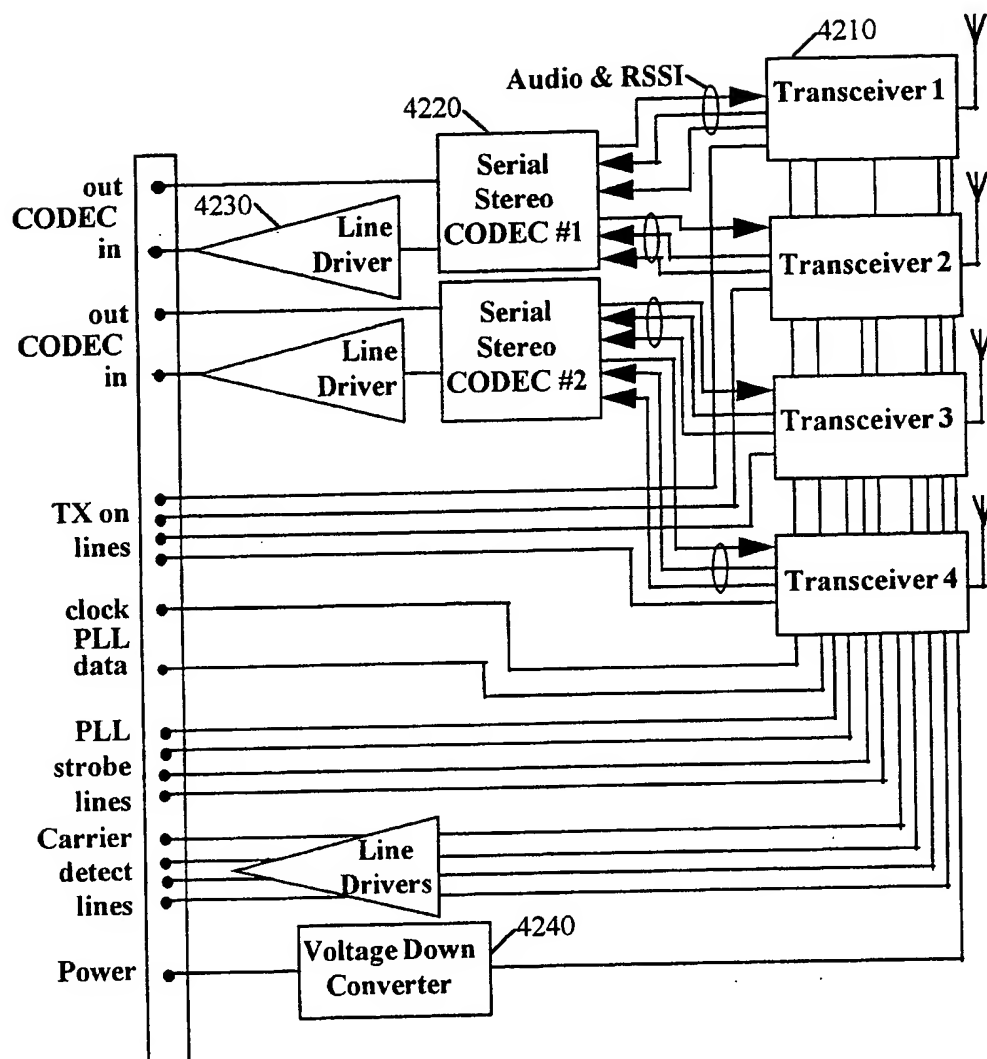 4210
Audio & RSSI
Transceiver 1
4220
Serial
Stereo
CODEC #1
out
CODEC
in
4230
Line
Driver
Transceiver 2
out
CODEC
in
Line
Driver
Serial
Stereo
CODEC #2
Transceiver 3
TX on
lines
Transceiver 4
clock
PLL
data
PLL
strobe
lines
Carrier
detect
lines
Line
Drivers
4240
Power
Voltage Down
Converter